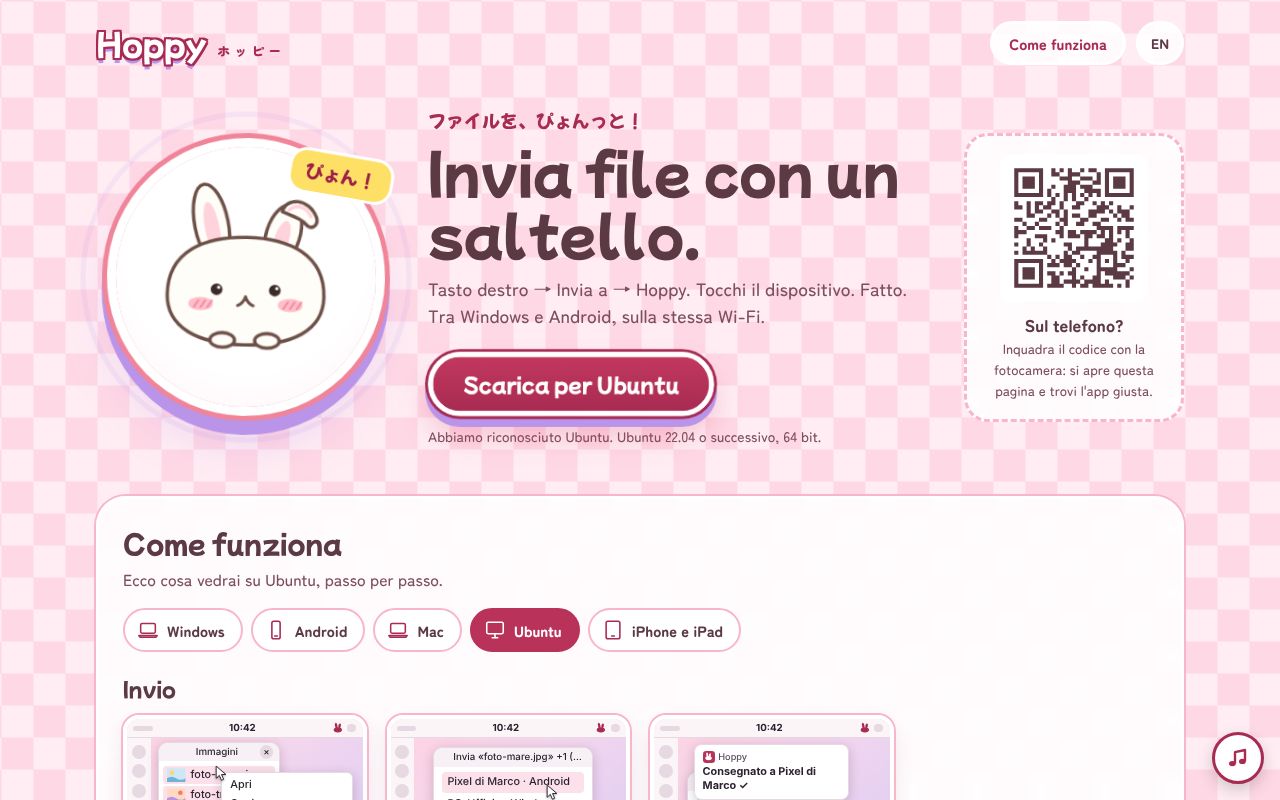 Hoppy ホッピー
Come funziona
EN
ファイルを、ぴょんっと！
ぴょん！
Invia file con un
saltello.
Tasto destro → Invia a → Hoppy. Tocchi il dispositivo. Fatto.
Tra Windows e Android, sulla stessa Wi-Fi.
Scarica per Ubuntu
Abbiamo riconosciuto Ubuntu. Ubuntu 22.04 o successivo, 64 bit.
Sul telefono?
Inquadra il codice con la
fotocamera: si apre questa
pagina e trovi l'app giusta.
Come funziona
Ecco cosa vedrai su Ubuntu, passo per passo.
Windows
Android
Mac
Ubuntu
iPhone e iPad
Invio
10:42
Immagini
Apri
10:42
Invia «foto-mare.jpg» +1 (...
Pixel di Marco · Android
10:42
Hoppy
Consegnato a Pixel di
Marco ✓